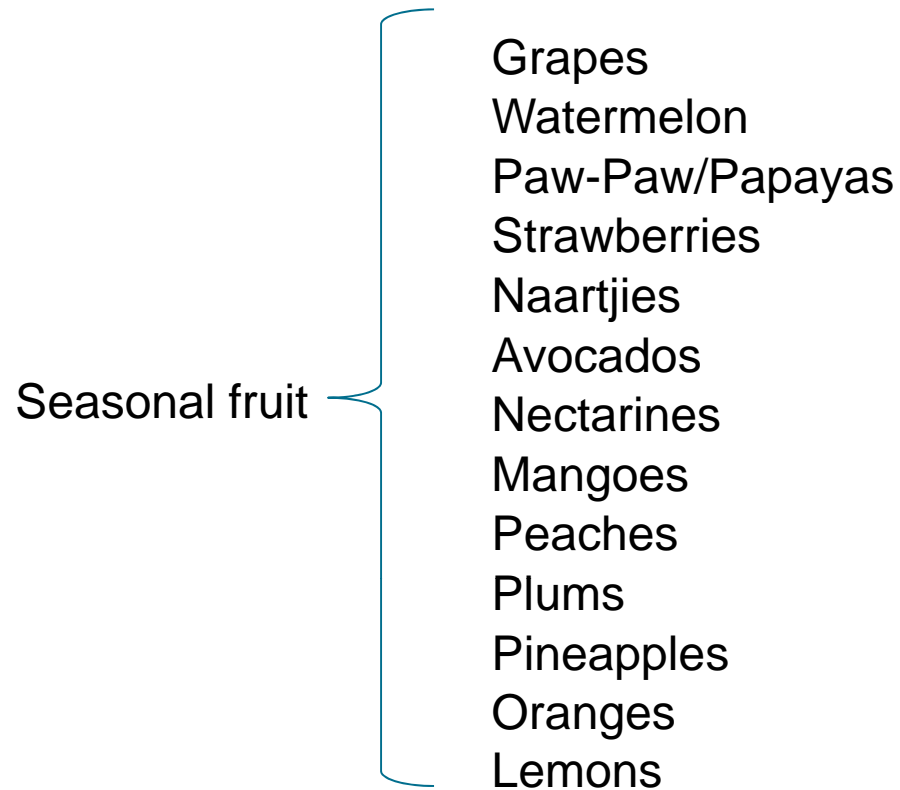 Seasonal fruit
Grapes
Watermelon
Paw-Paw/Papayas
Strawberries
Naartjies
Avocados
Nectarines
Mangoes
Peaches
Plums
Pineapples
Oranges
Lemons